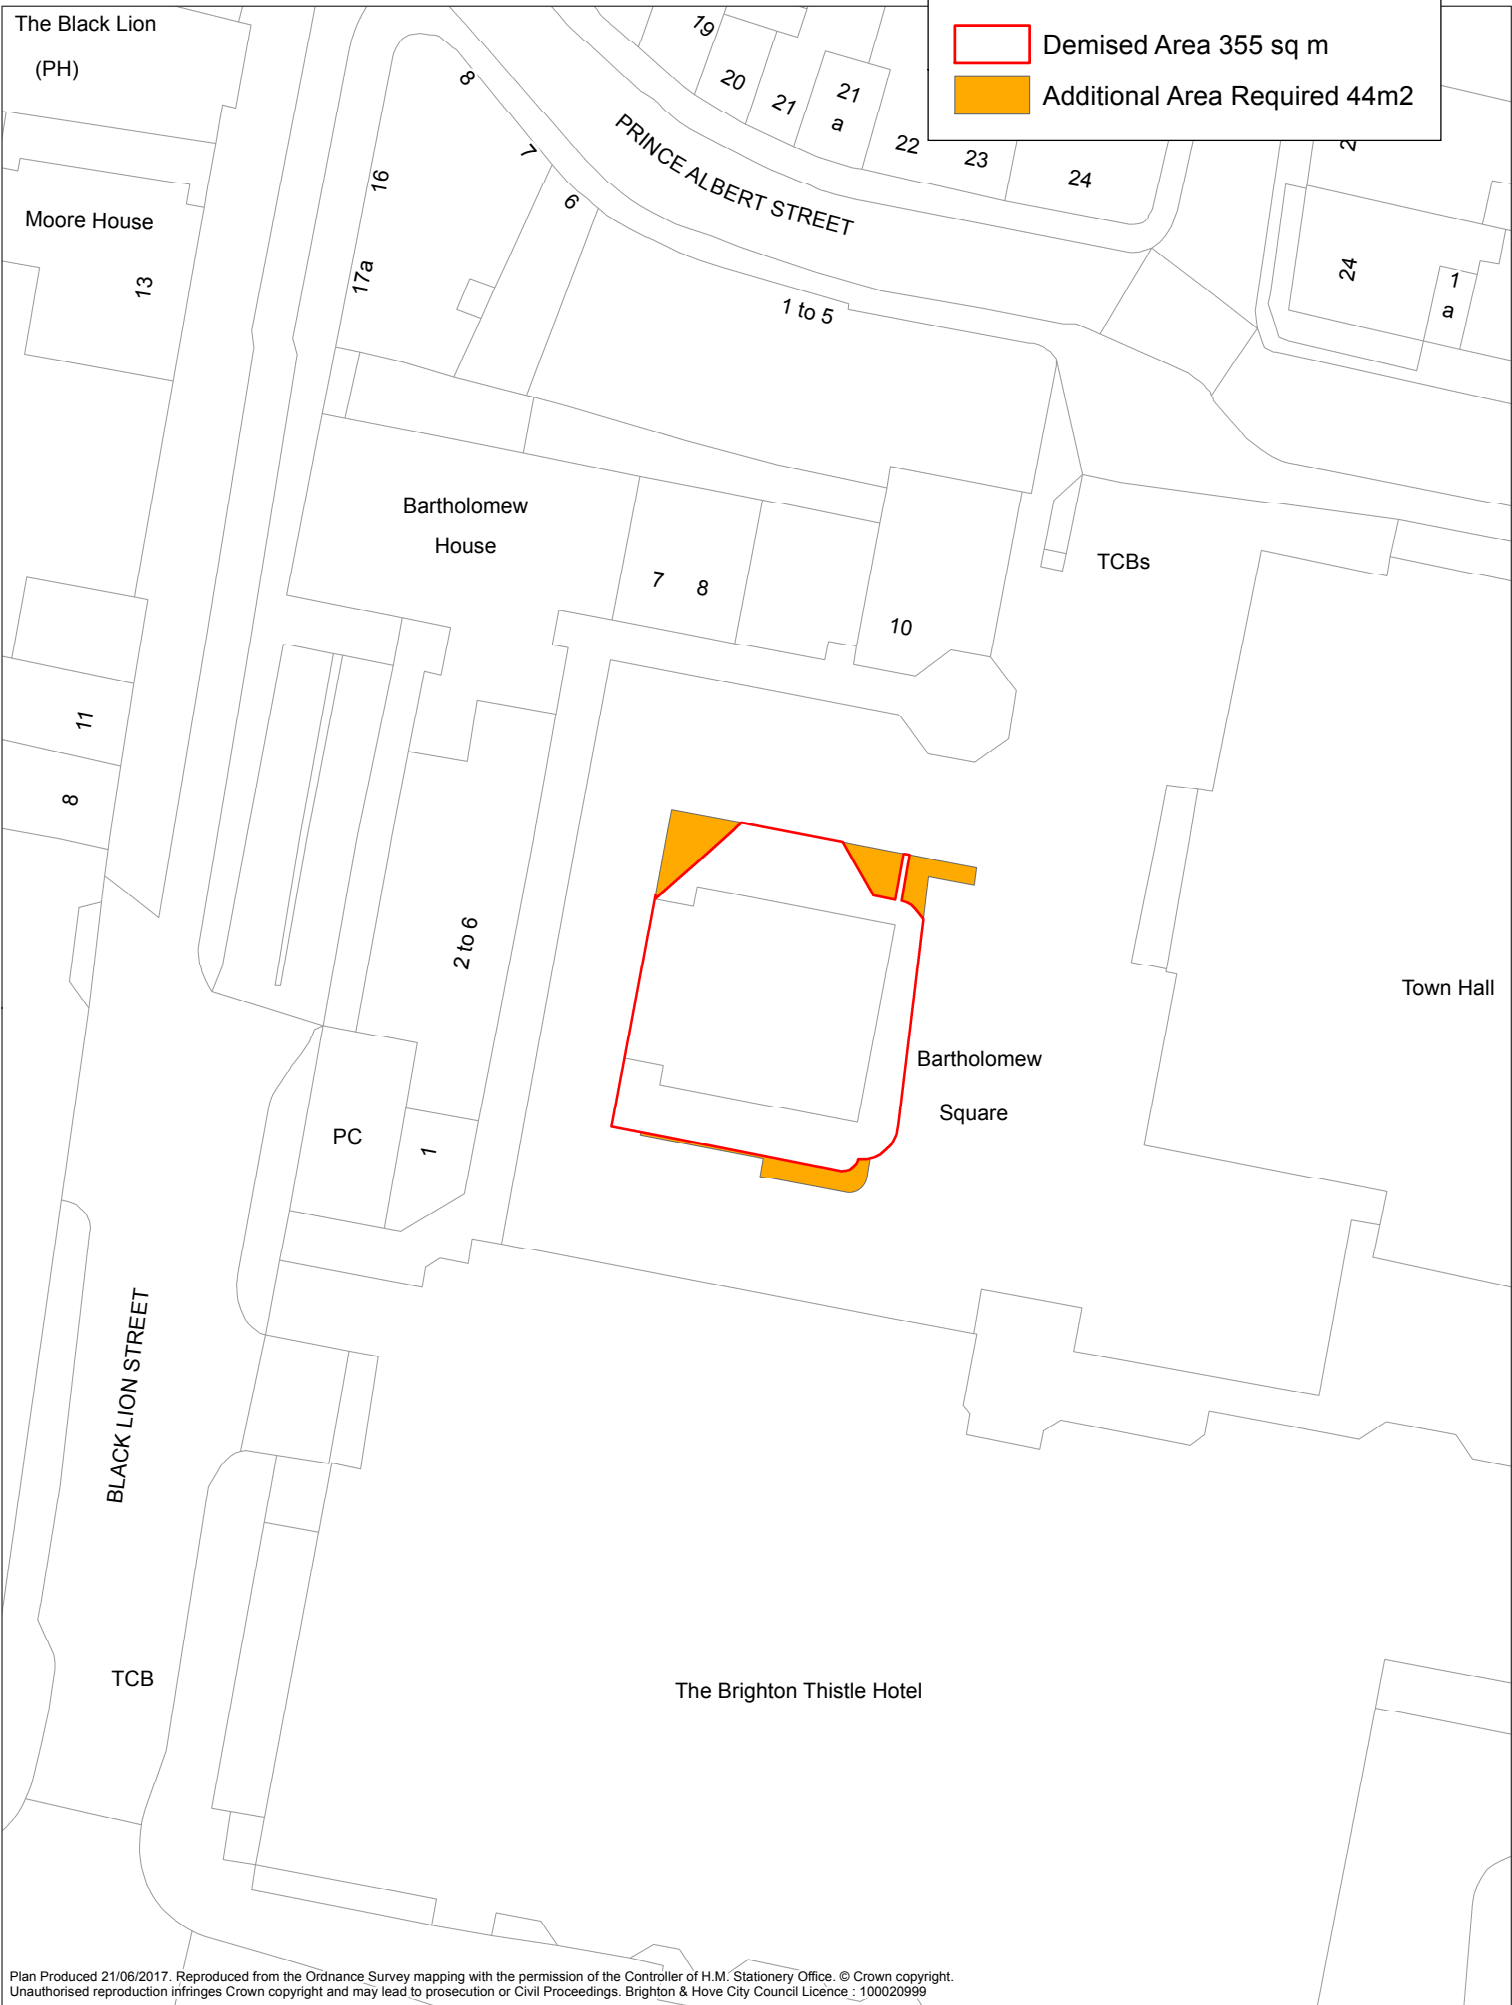 The Black Lion
(PH)
Demised Area 355 sq m
Additional Area Required 44m2
19
20
21
21
a
22
23
24
8
7
6
PRINCE ALBERT STREET
16
17a
Moore House
13
24
1
a
1 to 5
Bartholomew
House
7
8
10
TCBs
11
8
2 to 6
Town Hall
Bartholomew
Square
PC
1
BLACK LION STREET
TCB
The Brighton Thistle Hotel
Plan Produced 21/06/2017. Reproduced from the Ordnance Survey mapping with the permission of the Controller of H.M. Stationery Office. © Crown copyright.
Unauthorised reproduction infringes Crown copyright and may lead to prosecution or Civil Proceedings. Brighton & Hove City Council Licence : 100020999